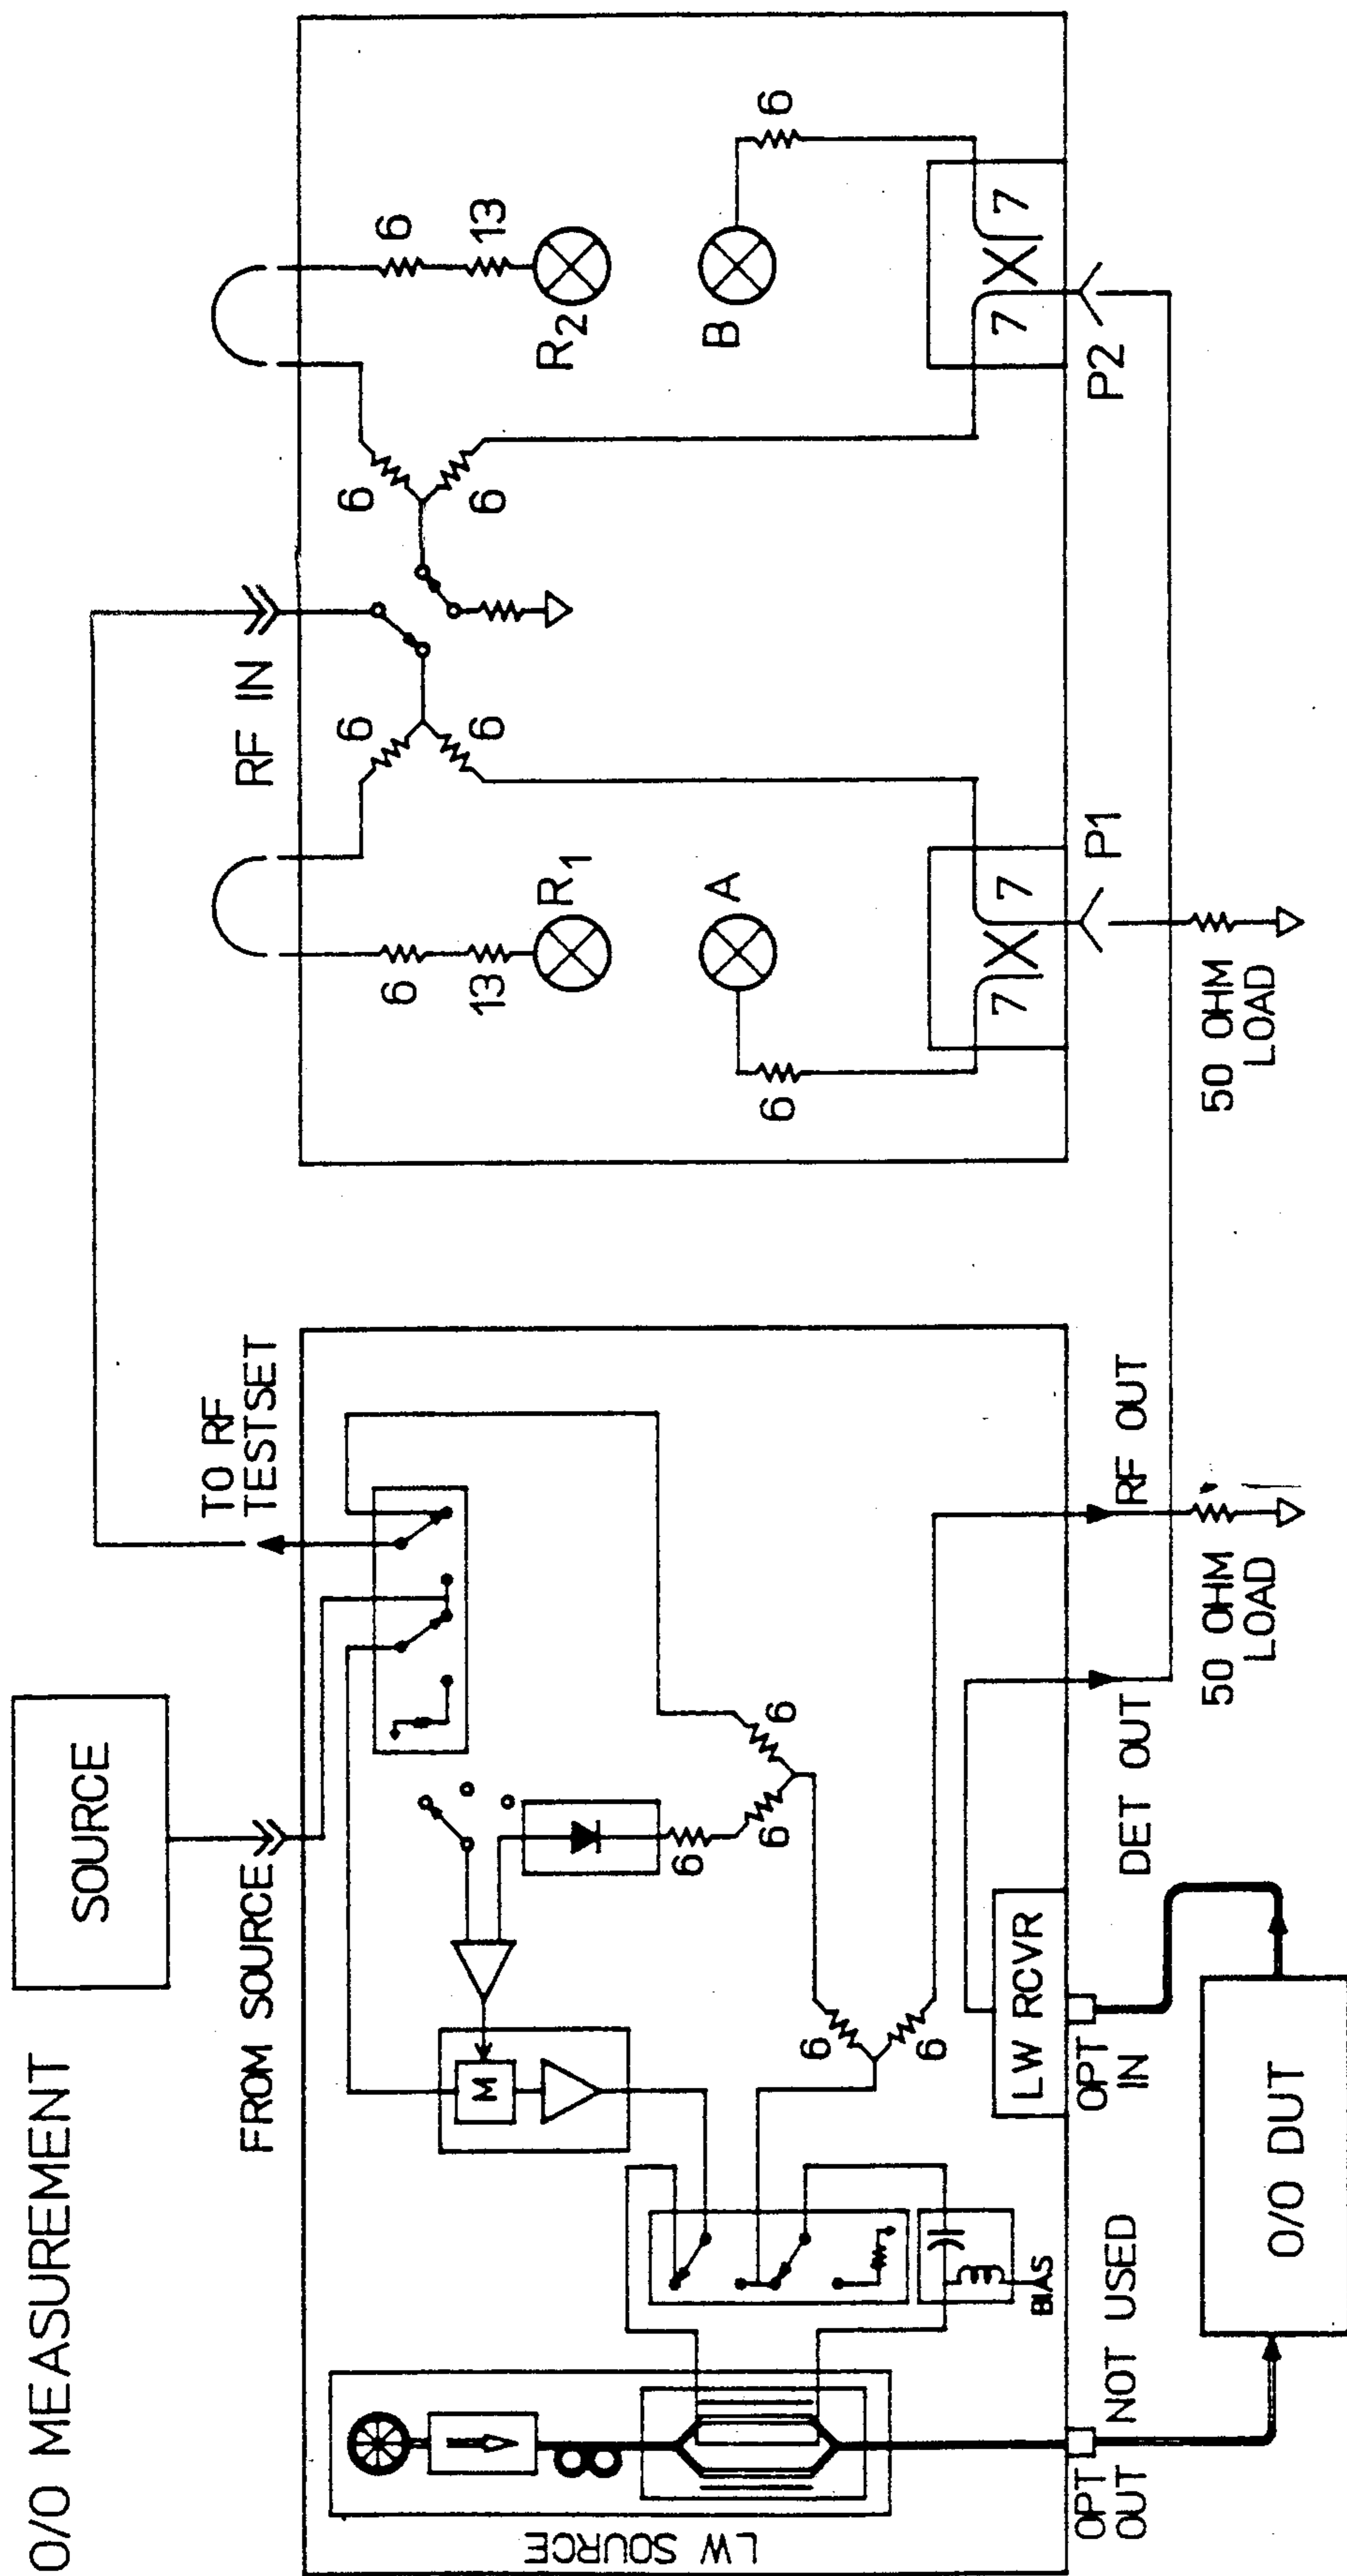 O/O MEASUREMENT
SOURCE
FROM SOURCE
TO RF
TESTSET
RF IN
LW SOURCE
M
6
6
6
6
6
BIAS
LW RCVR
OPT
OUT
NOT USED
OPT
IN
DET OUT
RF OUT
O/O DUT
50 OHM
LOAD
6
6
6
6
6
13
R1
A
6
7
7
P1
50 OHM
LOAD
6
13
R2
B
6
7
7
P2